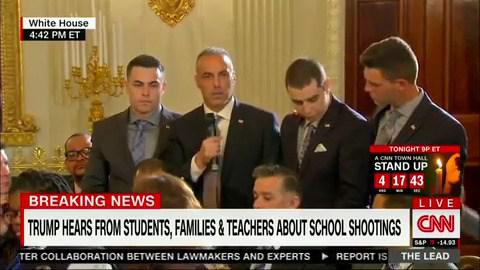 White House
4:42 PM ET
TONIGHT 9P ET
A CNN TOWN HALL
STAND UP
4 17 43
LIVE
BREAKING NEWS
TRUMP HEARS FROM STUDENTS, FAMILIES & TEACHERS ABOUT SCHOOL SHOOTINGS
CNN
TER COLLABORATION BETWEEN LAWMAKERS AND EXPERTS
S&P -14.93
THE LEAD